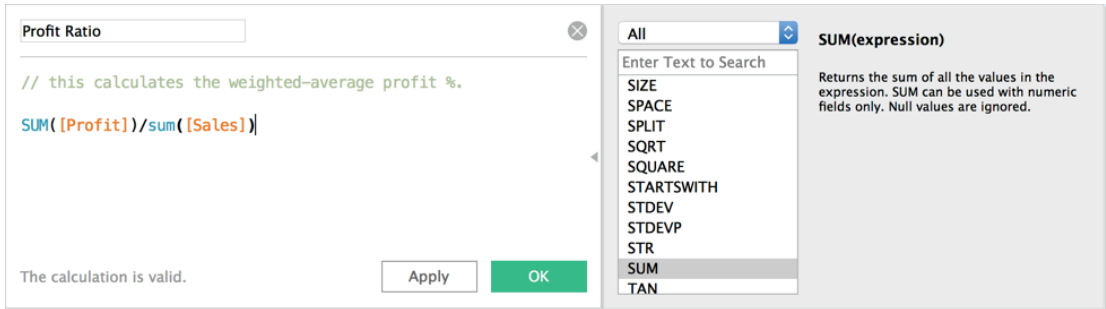 Profit Ratio
// this calculates the weighted-average profit %.
SUM([Profit])/sum([Sales])
The calculation is valid.
Apply
OK
All
Enter Text to Search
SIZE
SPACE
SPLIT
SQRT
SQUARE
STARTSWITH
STDEV
STDEVP
STR
SUM
TAN
SUM(expression)
Returns the sum of all the values in the
expression. SUM can be used with numeric
fields only. Null values are ignored.